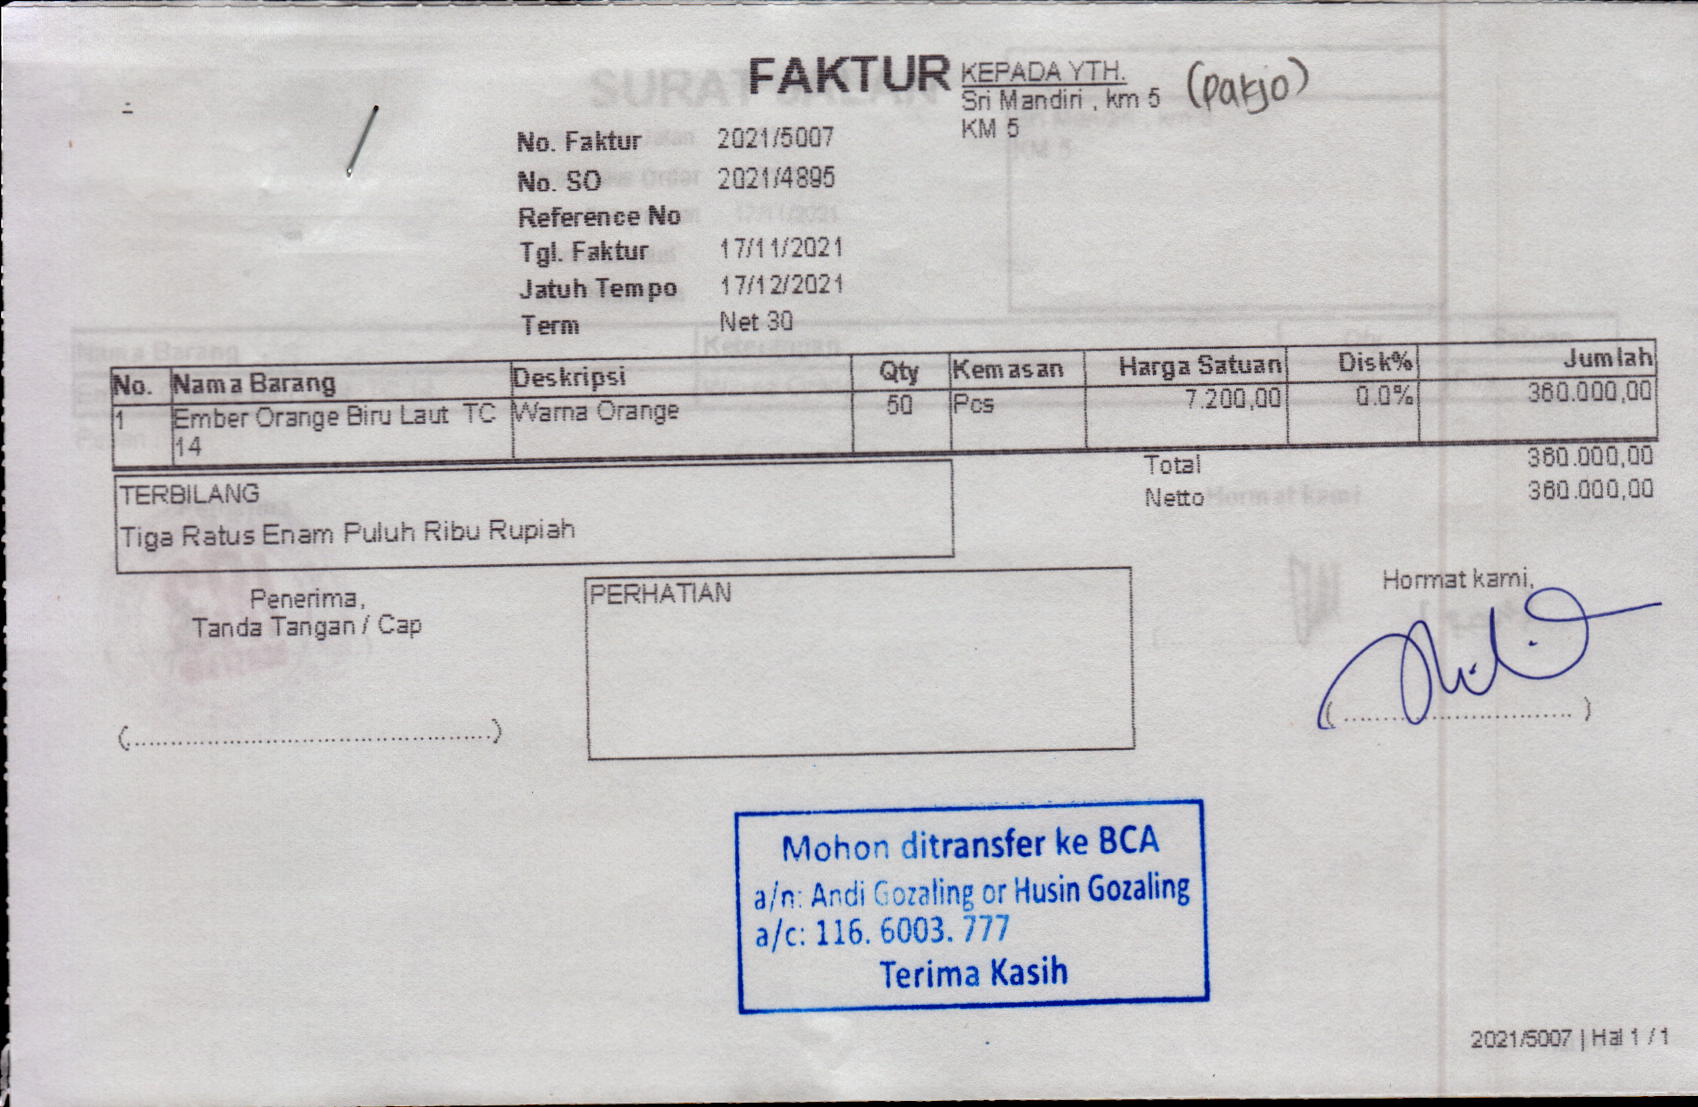 FAKTUR
KEPADA YTH.
Sri Mandiri , km 5 (parjo)
KM 5
No. Faktur 2021/5007
No. SO 2021/4895
Reference No
Tgl. Faktur 17/11/2021
Jatuh Tempo 17/12/2021
Term Net 30
No. Nama Barang Deskripsi Qty Kemasan Harga Satuan Disk% Jumlah
1 Ember Orange Biru Laut TC Warna Orange 50 Pcs 7.200,00 0.0% 360.000,00
14
Total 360.000,00
Netto 360.000,00
TERBILANG
Tiga Ratus Enam Puluh Ribu Rupiah
Penerima,
Tanda Tangan / Cap
PERHATIAN
Hormat kami,
Mohon ditransfer ke BCA
a/n: Andi Gozaling or Husin Gozaling
a/c: 116. 6003. 777
Terima Kasih
2021/5007 | Hal 1 / 1